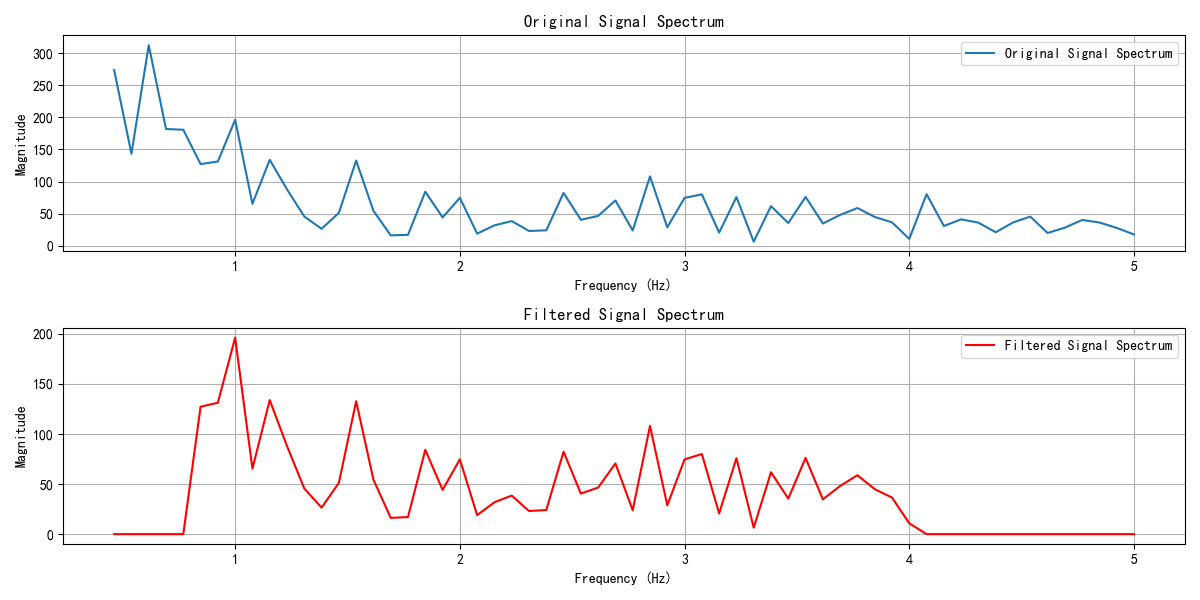 Original Signal Spectrum
Original Signal Spectrum
300
250
200
150
100
50
0
Magnitude
1 2 3 4 5
Frequency (Hz)
Filtered Signal Spectrum
Filtered Signal Spectrum
200
150
100
50
0
Magnitude
1 2 3 4 5
Frequency (Hz)